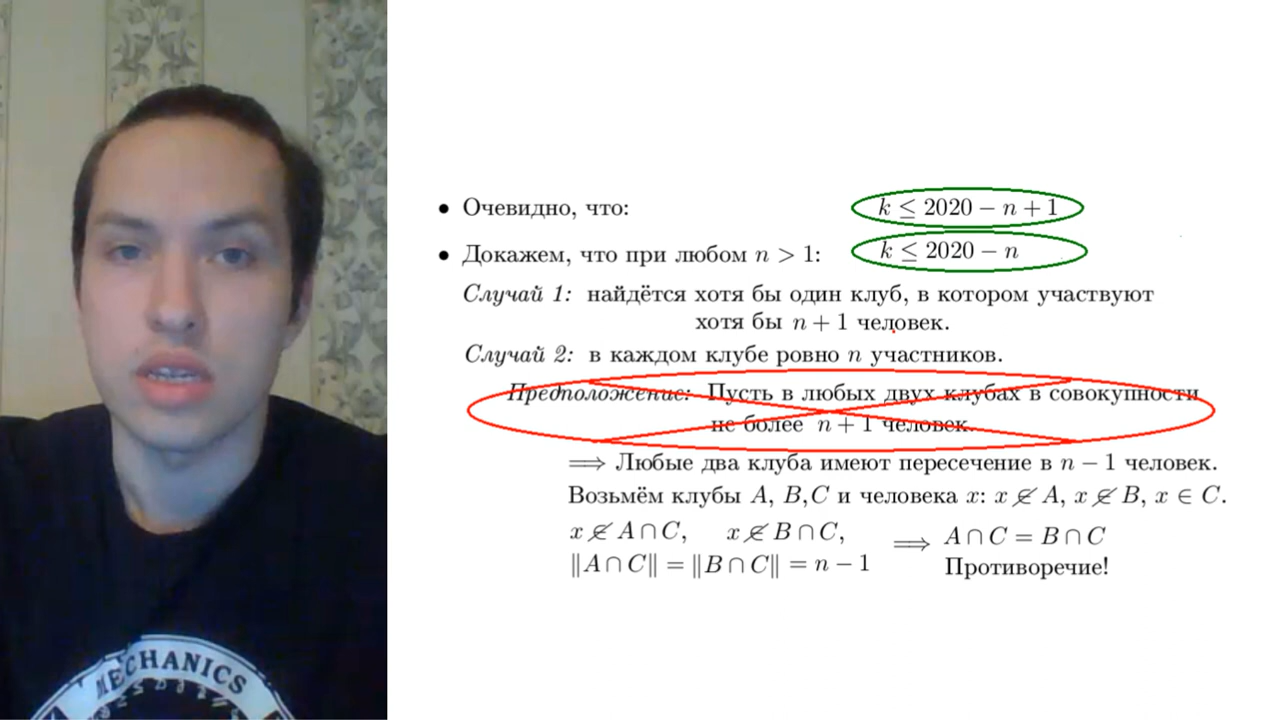 • Очевидно, что: k ≤ 2020 − n + 1
• Докажем, что при любом n > 1: k ≤ 2020 − n
Случай 1: найдётся хотя бы один клуб, в котором участвуют
хотя бы n + 1 человек.
Случай 2: в каждом клубе ровно n участников.
Предположение: Пусть в любых двух клубах в совокупности
не более n + 1 человек.
⟹ Любые два клуба имеют пересечение в n − 1 человек.
Возьмём клубы A, B,C и человека x: x ∉ A, x ∉ B, x ∈ C.
x ∉ A ∩ C, x ∉ B ∩ C, ⟹ A ∩ C = B ∩ C
‖A ∩ C‖ = ‖B ∩ C‖ = n − 1 Противоречие!
MECHANICS